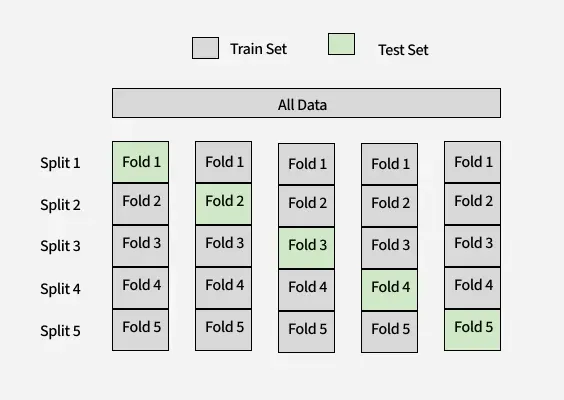 Train Set Test Set
All Data
Split 1 Fold 1 Fold 1 Fold 1 Fold 1 Fold 1
Split 2 Fold 2 Fold 2 Fold 2 Fold 2 Fold 2
Split 3 Fold 3 Fold 3 Fold 3 Fold 3 Fold 3
Split 4 Fold 4 Fold 4 Fold 4 Fold 4 Fold 4
Split 5 Fold 5 Fold 5 Fold 5 Fold 5 Fold 5